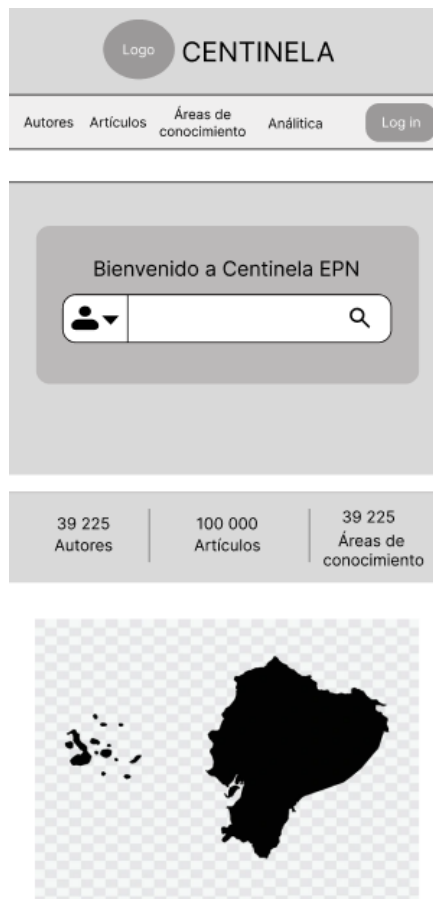 Logo
CENTINELA
Autores
Artículos
Áreas de
conocimiento
Análitica
Log in
Bienvenido a Centinela EPN
39 225
Autores
100 000
Artículos
39 225
Áreas de
conocimiento